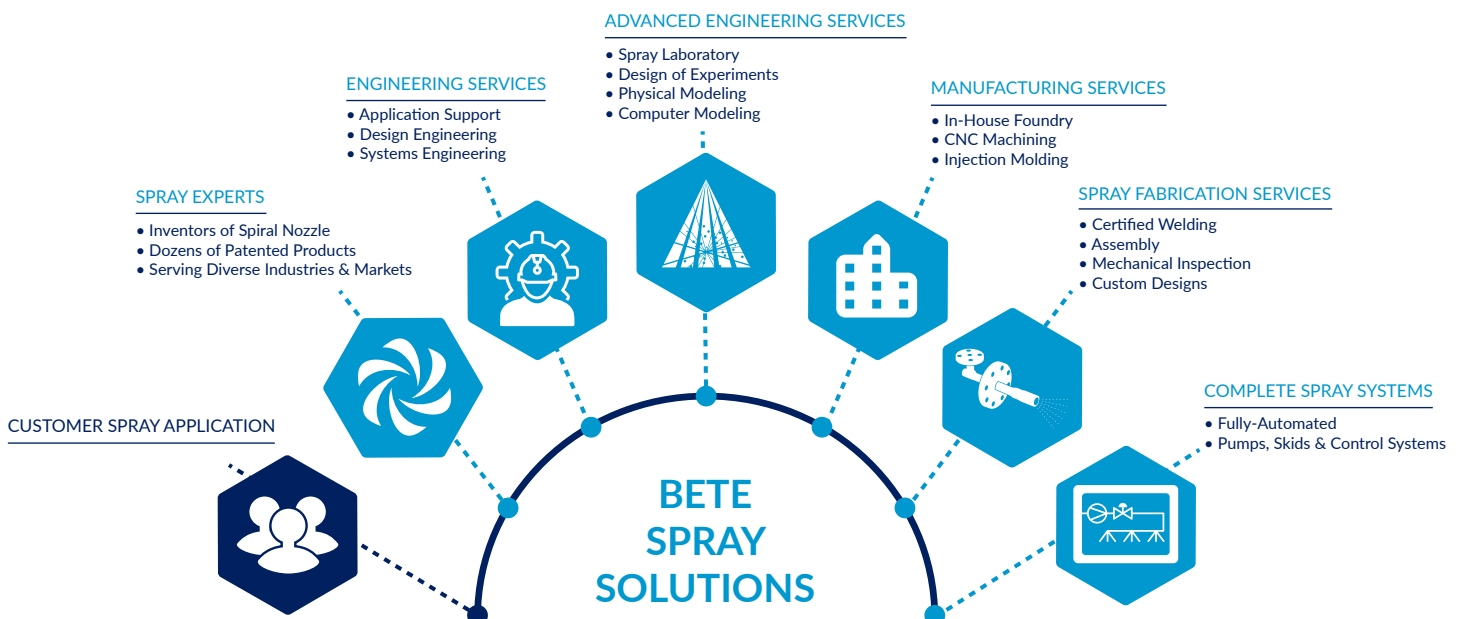 CUSTOMER SPRAY APPLICATION
SPRAY EXPERTS
• Inventors of Spiral Nozzle
• Dozens of Patented Products
• Serving Diverse Industries & Markets
ENGINEERING SERVICES
• Application Support
• Design Engineering
• Systems Engineering
ADVANCED ENGINEERING SERVICES
• Spray Laboratory
• Design of Experiments
• Physical Modeling
• Computer Modeling
MANUFACTURING SERVICES
• In-House Foundry
• CNC Machining
• Injection Molding
SPRAY FABRICATION SERVICES
• Certified Welding
• Assembly
• Mechanical Inspection
• Custom Designs
COMPLETE SPRAY SYSTEMS
• Fully-Automated
• Pumps, Skids & Control Systems
BETE
SPRAY
SOLUTIONS